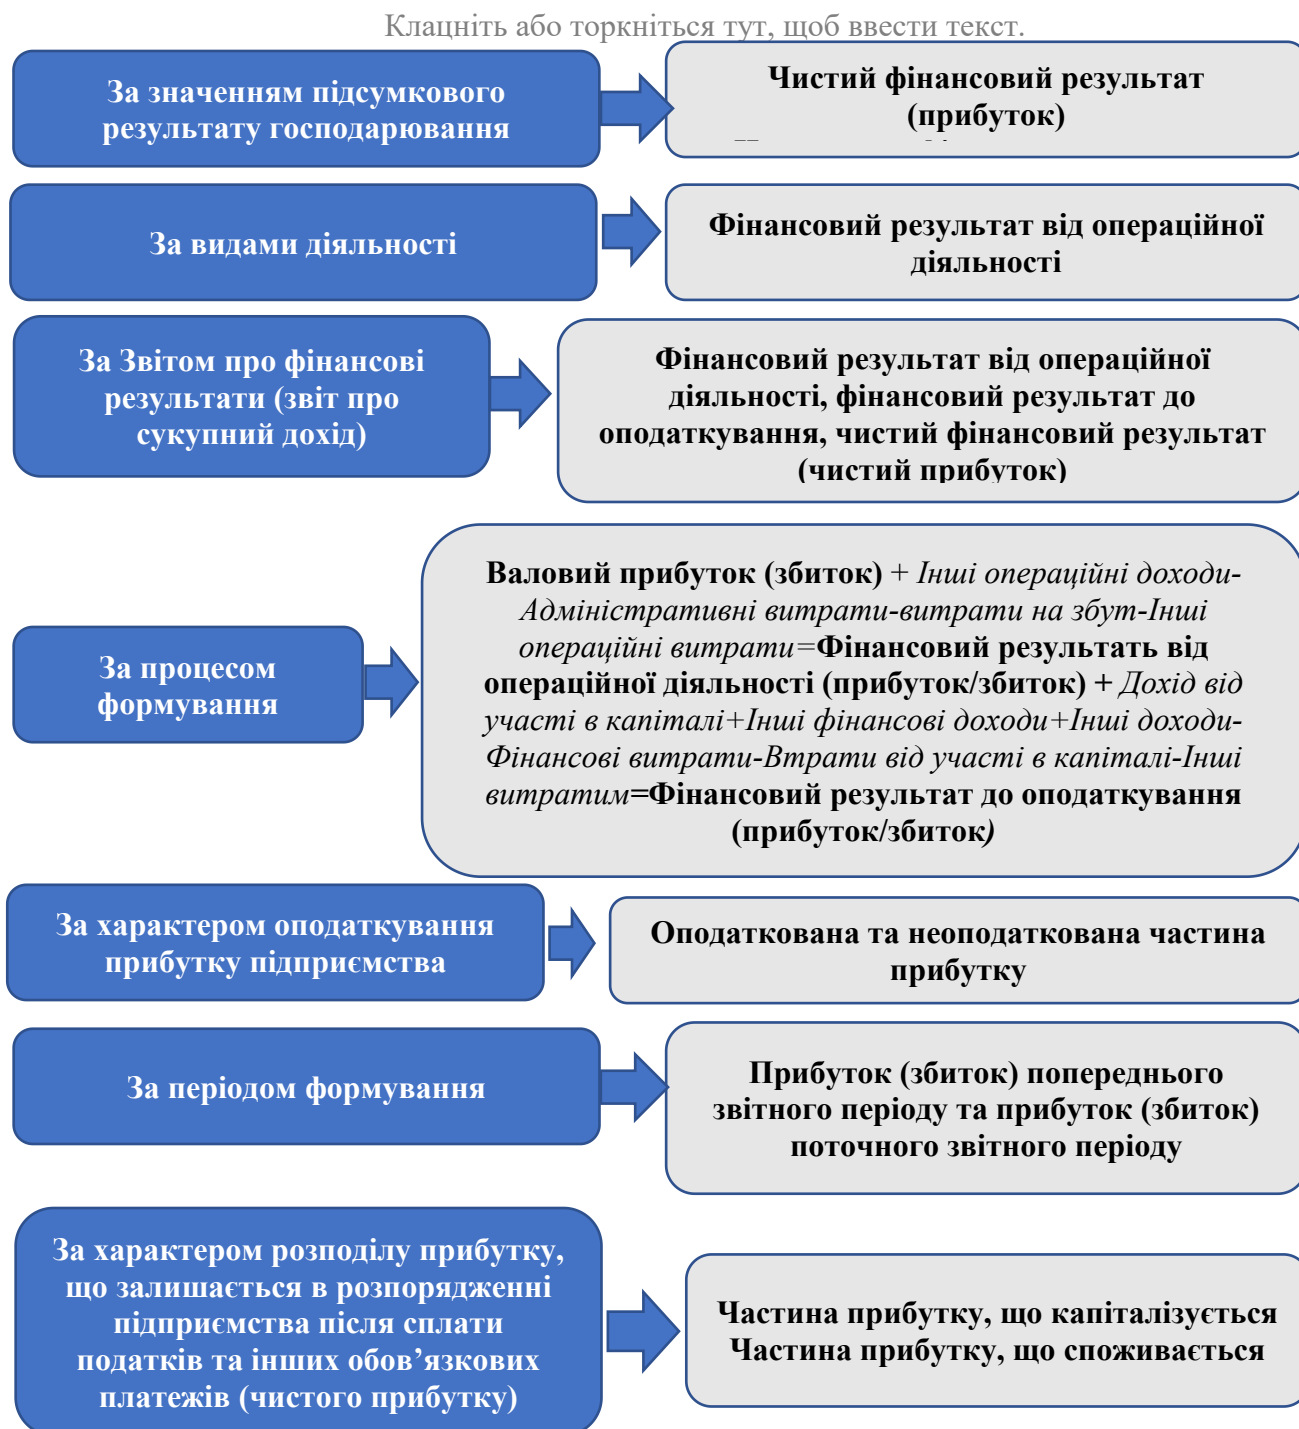 Клацніть або торкніться тут, щоб ввести текст.
За значенням підсумкового
результату господарювання
Чистий фінансовий результат
(прибуток)
За видами діяльності
Фінансовий результат від операційної
діяльності
За Звітом про фінансові
результати (звіт про
сукупний дохід)
Фінансовий результат від операційної
діяльності, фінансовий результат до
оподаткування, чистий фінансовий результат
(чистий прибуток)
За процесом
формування
Валовий прибуток (збиток) + Інші операційні доходи-
Адміністративні витрати-витрати на збут-Інші
операційні витрати=Фінансовий результать від
операційної діяльності (прибуток/збиток) + Дохід від
участі в капіталі+Інші фінансові доходи+Інші доходи-
Фінансові витрати-Втрати від участі в капіталі-Інші
витратим=Фінансовий результат до оподаткування
(прибуток/збиток)
За характером оподаткування
прибутку підприємства
Оподаткована та неоподаткована частина
прибутку
За періодом формування
Прибуток (збиток) попереднього
звітного періоду та прибуток (збиток)
поточного звітного періоду
За характером розподілу прибутку,
що залишається в розпорядженні
підприємства після сплати
податків та інших обов’язкових
платежів (чистого прибутку)
Частина прибутку, що капіталізується
Частина прибутку, що споживається